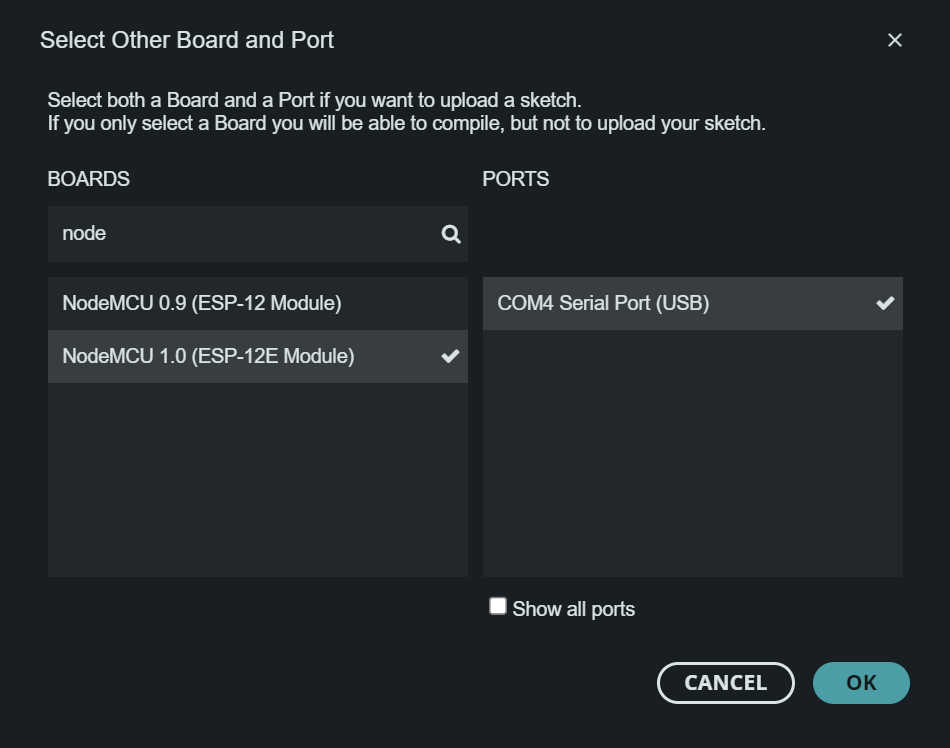 Select Other Board and Port
Select both a Board and a Port if you want to upload a sketch.
If you only select a Board you will be able to compile, but not to upload your sketch.
BOARDS
node
NodeMCU 0.9 (ESP-12 Module)
NodeMCU 1.0 (ESP-12E Module)
PORTS
COM4 Serial Port (USB)
Show all ports
CANCEL
OK